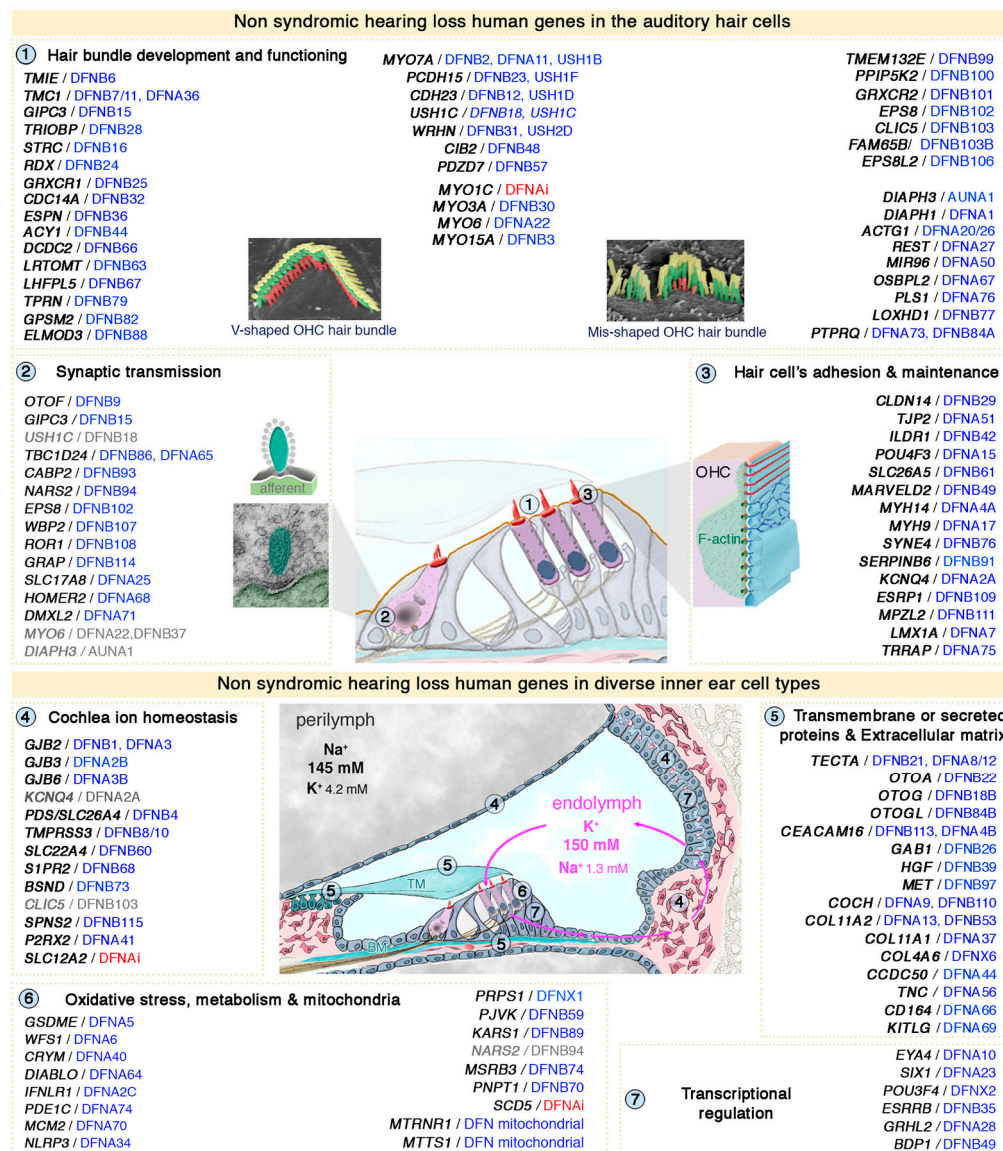 Non syndromic hearing loss human genes in the auditory hair cells
1 Hair bundle development and functioning
TMIE / DFNB6
TMC1 / DFNB7/11, DFNA36
GIPC3 / DFNB15
TRIOBP / DFNB28
STRC / DFNB16
RDX / DFNB24
GRXCR1 / DFNB25
CDC14A / DFNB32
ESPN / DFNB36
ACY1 / DFNB44
DCDC2 / DFNB66
LRTOMT / DFNB63
LHFPL5 / DFNB67
TPRN / DFNB79
GPSM2 / DFNB82
ELMOD3 / DFNB88
MYO7A / DFNB2, DFNA11, USH1B
PCDH15 / DFNB23, USH1F
CDH23 / DFNB12, USH1D
USH1C / DFNB18, USH1C
WRHN / DFNB31, USH2D
CIB2 / DFNB48
PDZD7 / DFNB57
MYO1C / DFNAi
MYO3A / DFNB30
MYO6 / DFNA22
MYO15A / DFNB3
TMEM132E / DFNB99
PPIP5K2 / DFNB100
GRXCR2 / DFNB101
EPS8 / DFNB102
CLIC5 / DFNB103
FAM65B/ DFNB103B
EPS8L2 / DFNB106
DIAPH3 / AUNA1
DIAPH1 / DFNA1
ACTG1 / DFNA20/26
REST / DFNA27
MIR96 / DFNA50
OSBPL2 / DFNA67
PLS1 / DFNA76
LOXHD1 / DFNB77
PTPRQ / DFNA73, DFNB84A
V-shaped OHC hair bundle
Mis-shaped OHC hair bundle
2 Synaptic transmission
OTOF / DFNB9
GIPC3 / DFNB15
USH1C / DFNB18
TBC1D24 / DFNB86, DFNA65
CABP2 / DFNB93
NARS2 / DFNB94
EPS8 / DFNB102
WBP2 / DFNB107
ROR1 / DFNB108
GRAP / DFNB114
SLC17A8 / DFNA25
HOMER2 / DFNA68
DMXL2 / DFNA71
MYO6 / DFNA22,DFNB37
DIAPH3 / AUNA1
afferent
1
3
2
3 Hair cell's adhesion & maintenance
OHC
F-actin
CLDN14 / DFNB29
TJP2 / DFNA51
ILDR1 / DFNB42
POU4F3 / DFNA15
SLC26A5 / DFNB61
MARVELD2 / DFNB49
MYH14 / DFNA4A
MYH9 / DFNA17
SYNE4 / DFNB76
SERPINB6 / DFNB91
KCNQ4 / DFNA2A
ESRP1 / DFNB109
MPZL2 / DFNB111
LMX1A / DFNA7
TRRAP / DFNA75
Non syndromic hearing loss human genes in diverse inner ear cell types
4 Cochlea ion homeostasis
GJB2 / DFNB1, DFNA3
GJB3 / DFNA2B
GJB6 / DFNA3B
KCNQ4 / DFNA2A
PDS/SLC26A4 / DFNB4
TMPRSS3 / DFNB8/10
SLC22A4 / DFNB60
S1PR2 / DFNB68
BSND / DFNB73
CLIC5 / DFNB103
SPNS2 / DFNB115
P2RX2 / DFNA41
SLC12A2 / DFNAi
perilymph
Na+
145 mM
K+ 4.2 mM
endolymph
K+
150 mM
Na+ 1.3 mM
4
4
7
5
TM
5
6
7
4
BM
5
5 Transmembrane or secreted
proteins & Extracellular matrix
TECTA / DFNB21, DFNA8/12
OTOA / DFNB22
OTOG / DFNB18B
OTOGL / DFNB84B
CEACAM16 / DFNB113, DFNA4B
GAB1 / DFNB26
HGF / DFNB39
MET / DFNB97
COCH / DFNA9, DFNB110
COL11A2 / DFNA13, DFNB53
COL11A1 / DFNA37
COL4A6 / DFNX6
CCDC50 / DFNA44
TNC / DFNA56
CD164 / DFNA66
KITLG / DFNA69
6 Oxidative stress, metabolism & mitochondria
GSDME / DFNA5
WFS1 / DFNA6
CRYM / DFNA40
DIABLO / DFNA64
IFNLR1 / DFNA2C
PDE1C / DFNA74
MCM2 / DFNA70
NLRP3 / DFNA34
PRPS1 / DFNX1
PJVK / DFNB59
KARS1 / DFNB89
NARS2 / DFNB94
MSRB3 / DFNB74
PNPT1 / DFNB70
SCD5 / DFNAi
MTRNR1 / DFN mitochondrial
MTTS1 / DFN mitochondrial
7 Transcriptional
regulation
EYA4 / DFNA10
SIX1 / DFNA23
POU3F4 / DFNX2
ESRRB / DFNB35
GRHL2 / DFNA28
BDP1 / DFNB49